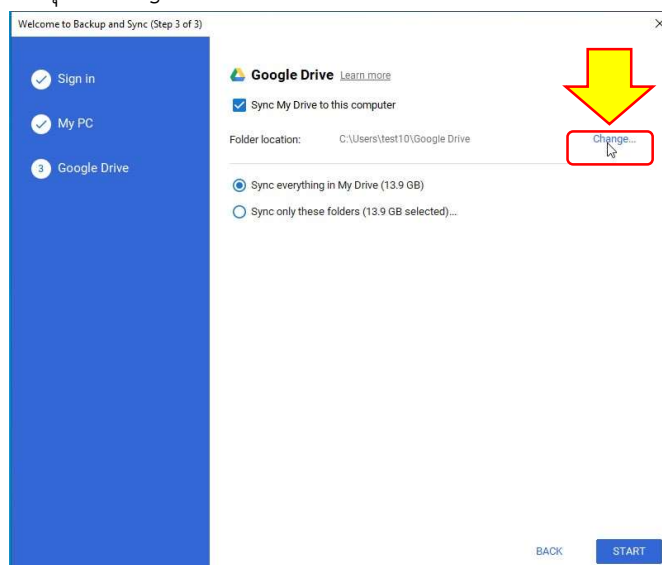 Welcome to Backup and Sync (Step 3 of 3)
Sign in
My PC
3 Google Drive
Google Drive Learn more
Sync My Drive to this computer
Folder location: C:\Users\test10\Google Drive Change...
Sync everything in My Drive (13.9 GB)
Sync only these folders (13.9 GB selected)...
BACK START